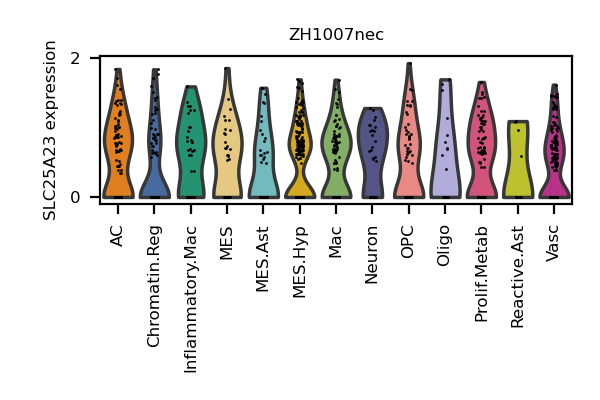 ZH1007nec
SLC25A23 expression
2
0
AC
Chromatin.Reg
Inflammatory.Mac
MES
MES.Ast
MES.Hyp
Mac
Neuron
OPC
Oligo
Prolif.Metab
Reactive.Ast
Vasc